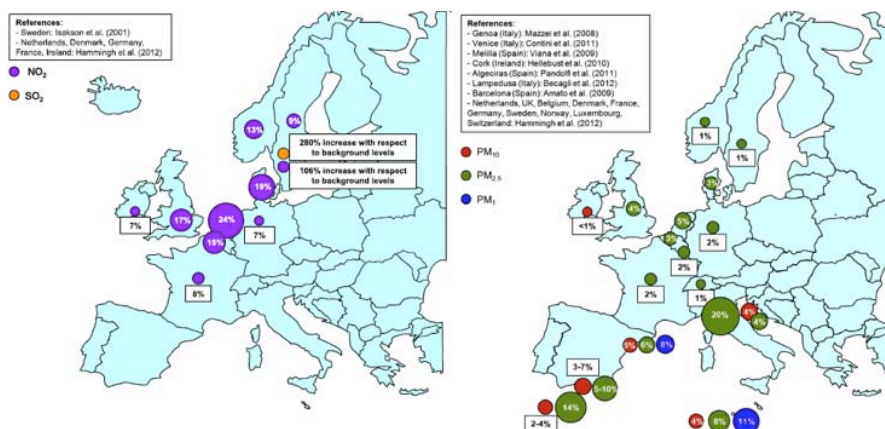 References:
- Sweden: Isakson et al. (2001)
- Netherlands, Denmark, Germany,
France, Ireland: Hammingh et al. (2012)
NO2
SO2
13%
9%
280% increase with respect
to background levels
106% increase with respect
to background levels
19%
7%
17%
24%
15%
7%
8%
References:
- Genoa (Italy): Mazzei et al. (2008)
- Venice (Italy): Contini et al. (2011)
- Melilla (Spain): Viana et al. (2009)
- Cork (Ireland): Hellebust et al. (2010)
- Algeciras (Spain): Pandolfi et al. (2011)
- Lampedusa (Italy): Becagli et al. (2012)
- Barcelona (Spain): Amato et al. (2009)
- Netherlands, UK, Belgium, Denmark, France,
Germany, Sweden, Norway, Luxembourg,
Switzerland: Hammingh et al. (2012)
PM10
PM2.5
PM1
1%
1%
3%
<1%
4%
5%
3%
2%
2%
2%
1%
20%
4%
4%
5%
6%
8%
3-7%
5-10%
14%
2-4%
4%
8%
11%